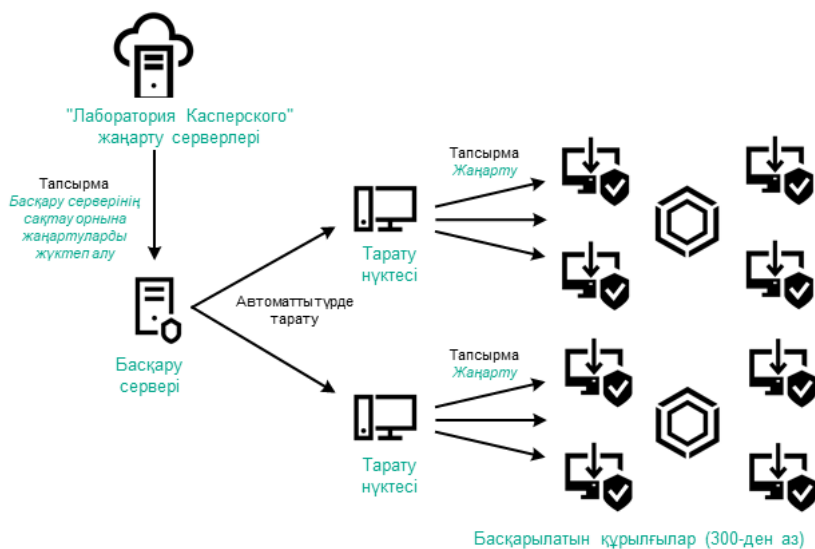 "Лаборатория Касперского"
жаңарту серверлері
Тапсырма
Басқару серверінің
сақтау орнына
жаңартуларды
жүктеп алу
Басқару
сервері
Автоматты түрде
тарату
Тарату
нүктесі
Тапсырма
Жаңарту
Тарату
нүктесі
Тапсырма
Жаңарту
Басқарылатын құрылғылар (300-ден аз)